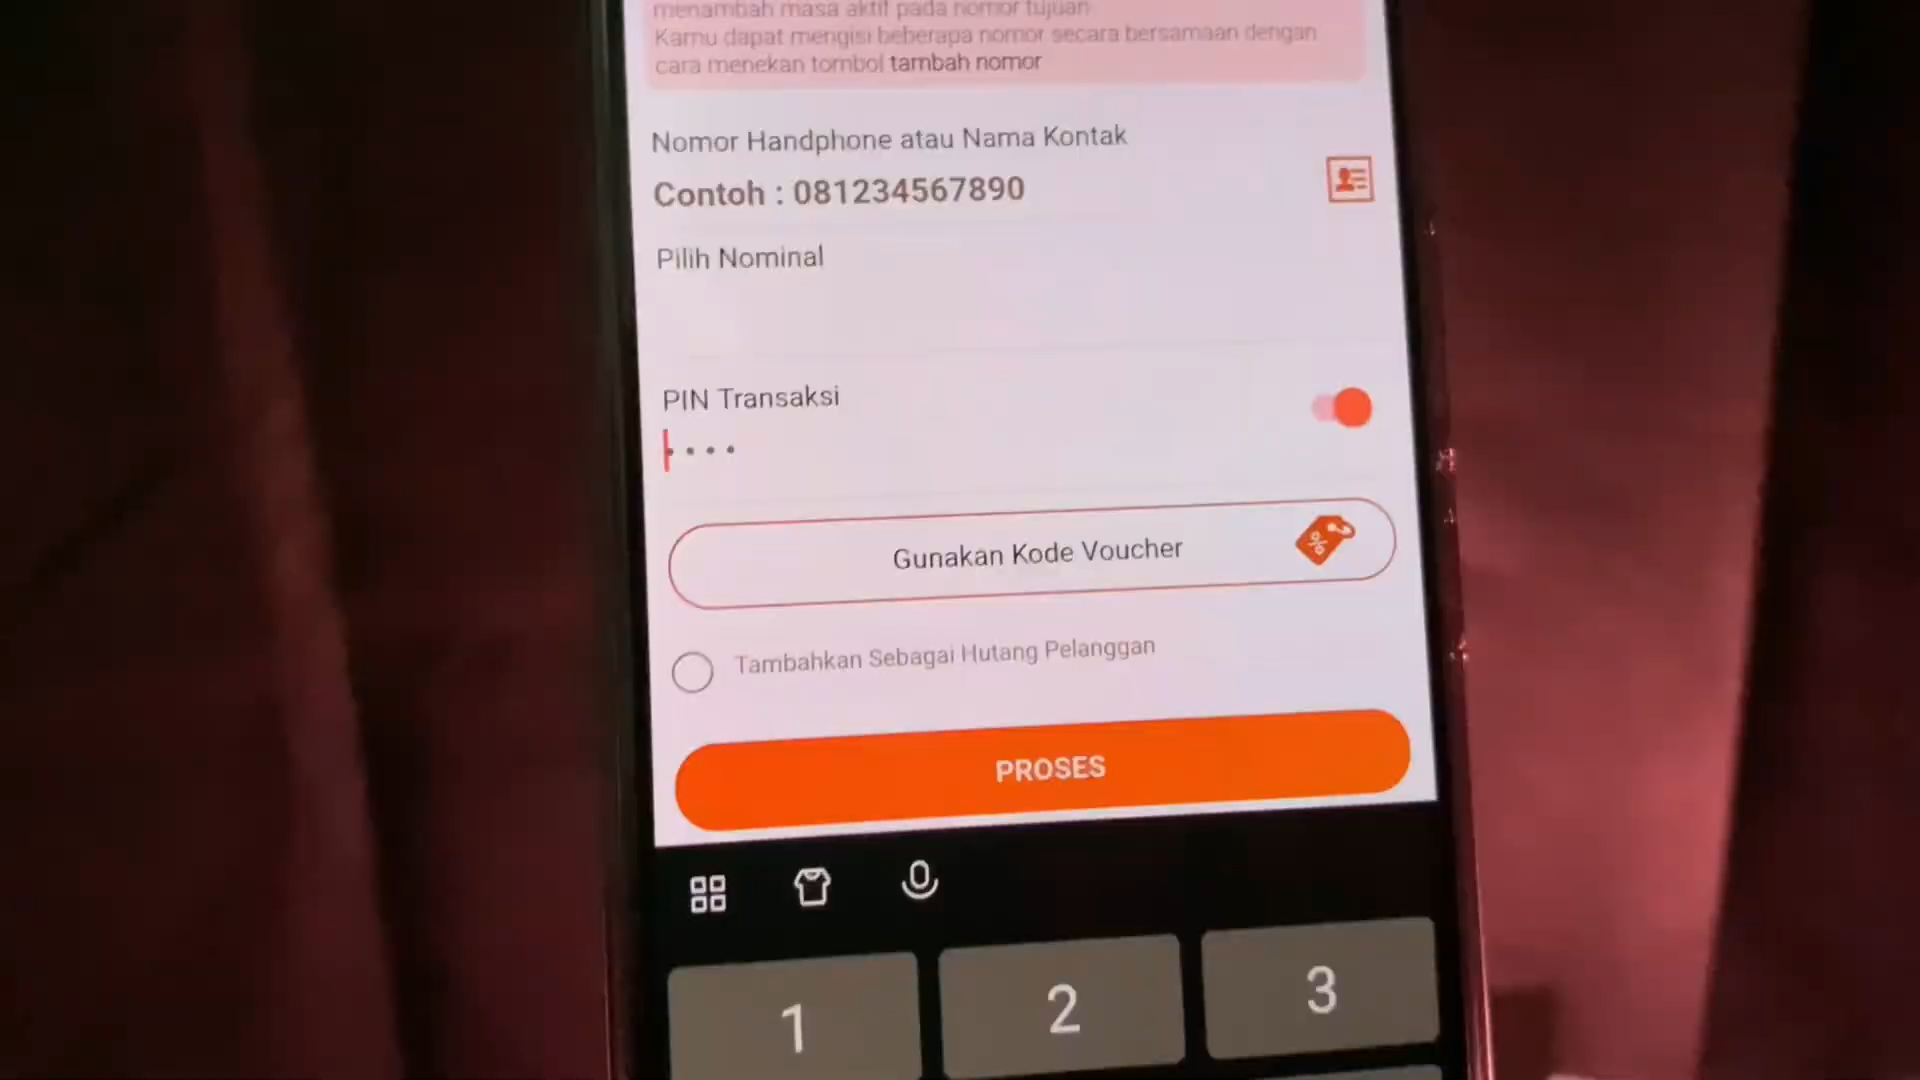 menambah masa aktif pada nomor tujuan
Kamu dapat mengisi beberapa nomor secara bersamaan dengan
cara menekan tombol tambah nomor
Nomor Handphone atau Nama Kontak
Contoh : 081234567890
Pilih Nominal
PIN Transaksi
Gunakan Kode Voucher
%
Tambahkan Sebagai Hutang Pelanggan
PROSES
1 2 3